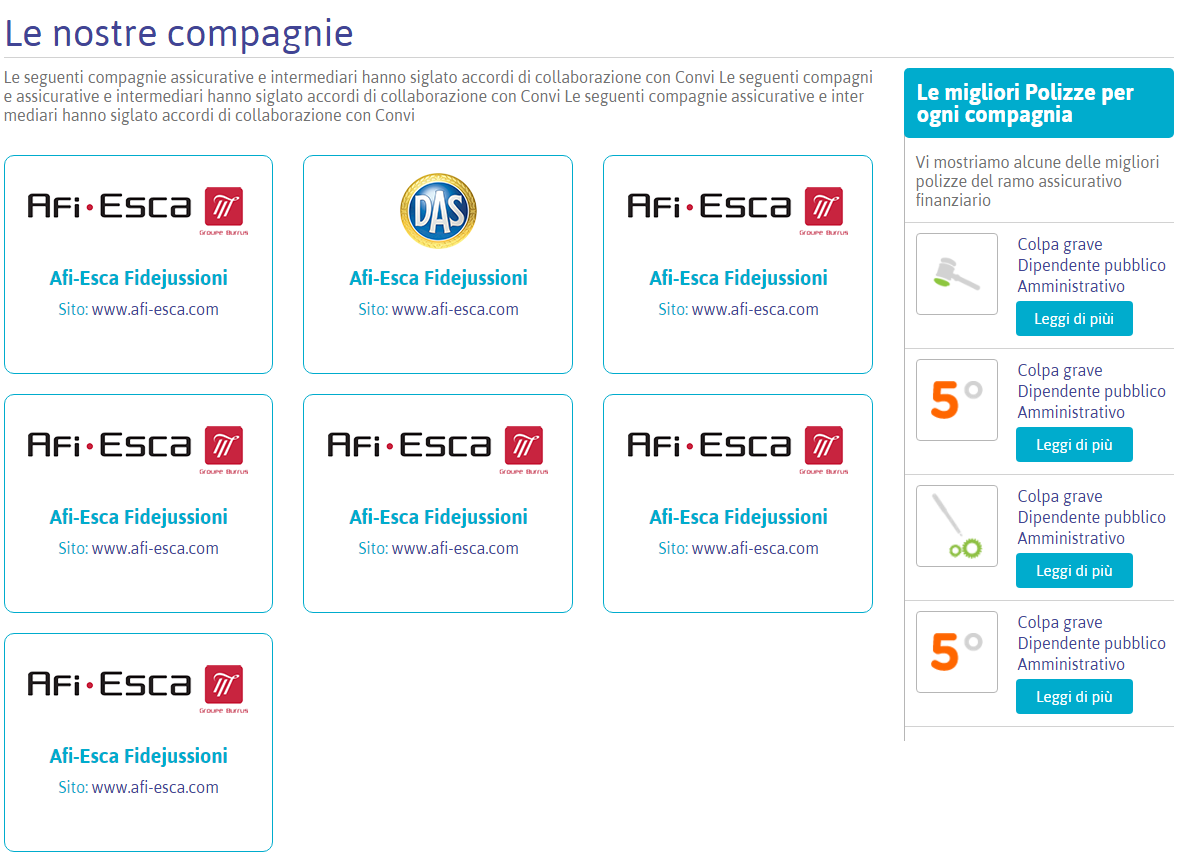 Le nostre compagnie
Le seguenti compagnie assicurative e intermediari hanno siglato accordi di collaborazione con Convi Le seguenti compagni
e assicurative e intermediari hanno siglato accordi di collaborazione con Convi Le seguenti compagnie assicurative e inter
mediari hanno siglato accordi di collaborazione con Convi
Afi·Esca
Groupe Burrus
Afi-Esca Fidejussioni
Sito: www.afi-esca.com
DAS
Afi-Esca Fidejussioni
Sito: www.afi-esca.com
Afi·Esca
Groupe Burrus
Afi-Esca Fidejussioni
Sito: www.afi-esca.com
Afi·Esca
Groupe Burrus
Afi-Esca Fidejussioni
Sito: www.afi-esca.com
Afi·Esca
Groupe Burrus
Afi-Esca Fidejussioni
Sito: www.afi-esca.com
Afi·Esca
Groupe Burrus
Afi-Esca Fidejussioni
Sito: www.afi-esca.com
Afi·Esca
Groupe Burrus
Afi-Esca Fidejussioni
Sito: www.afi-esca.com
Le migliori Polizze per
ogni compagnia
Vi mostriamo alcune delle migliori
polizze del ramo assicurativo
finanziario
Colpa grave
Dipendente pubblico
Amministrativo
Leggi di piùi
5°
Colpa grave
Dipendente pubblico
Amministrativo
Leggi di più
Colpa grave
Dipendente pubblico
Amministrativo
Leggi di più
5°
Colpa grave
Dipendente pubblico
Amministrativo
Leggi di più